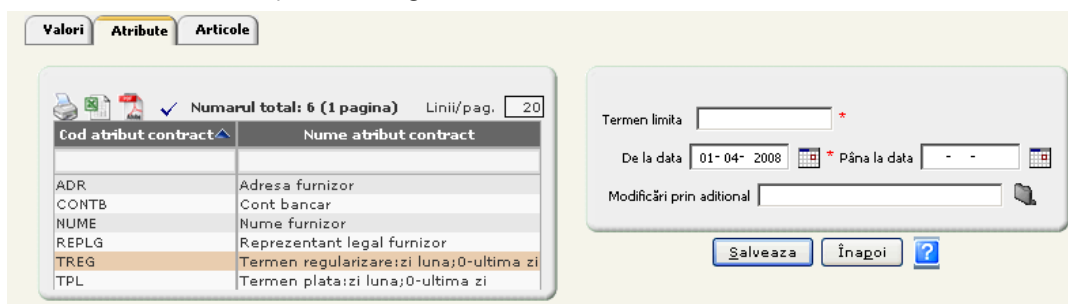 Valori Atribute Articole
Numarul total: 6 (1 pagina) Linii/pag. 20
Cod atribut contract Nume atribut contract
ADR Adresa furnizor
CONTB Cont bancar
NUME Nume furnizor
REPLG Reprezentant legal furnizor
TREG Termen regularizare:zi luna;0-ultima zi
TPL Termen plata:zi luna;0-ultima zi
Termen limita *
De la data 01-04- 2008 * Pâna la data - -
Modificări prin aditional
Salveaza Înapoi ?